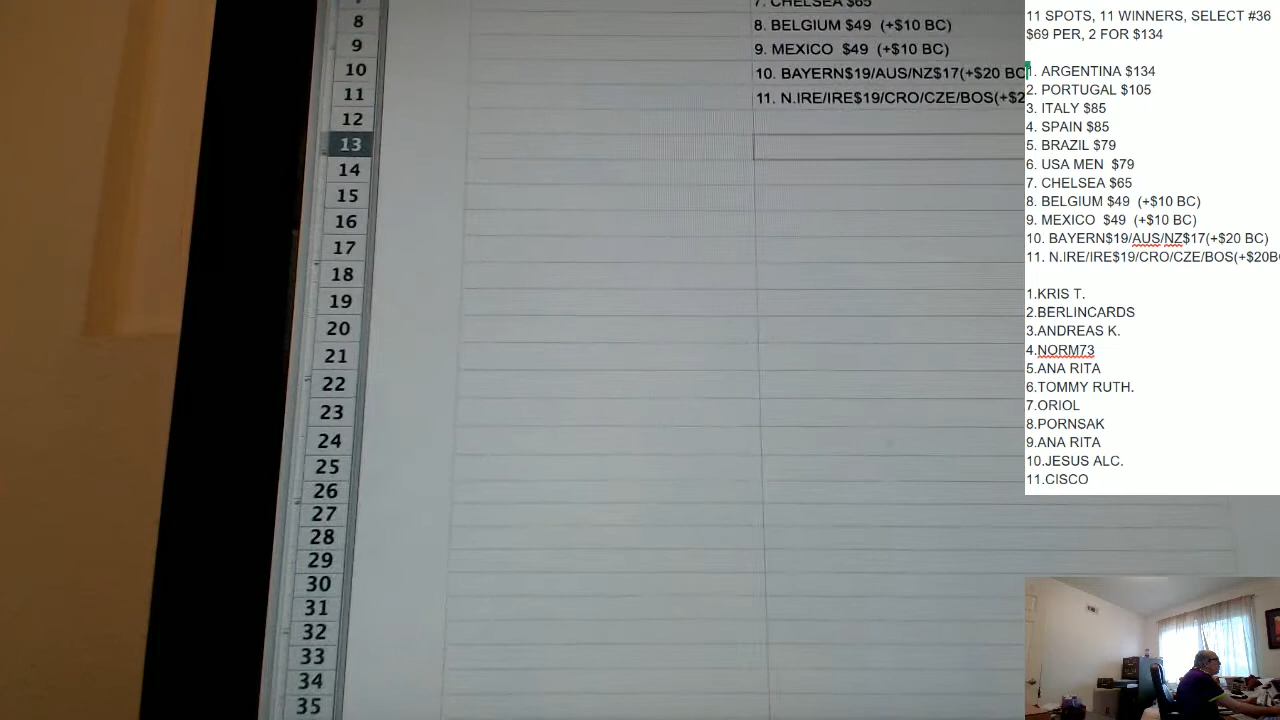 7. CHELSEA $65
8 8. BELGIUM $49 (+$10 BC)
9 9. MEXICO $49 (+$10 BC)
10 10. BAYERN$19/AUS/NZ$17(+$20 BC
11 11. N.IRE/IRE$19/CRO/CZE/BOS(+$2
12
13
14
15
16
17
18
19
20
21
22
23
24
25
26
27
28
29
30
31
32
33
34
35
11 SPOTS, 11 WINNERS, SELECT #36
$69 PER, 2 FOR $134
1. ARGENTINA $134
2. PORTUGAL $105
3. ITALY $85
4. SPAIN $85
5. BRAZIL $79
6. USA MEN $79
7. CHELSEA $65
8. BELGIUM $49 (+$10 BC)
9. MEXICO $49 (+$10 BC)
10. BAYERN$19/AUS/NZ$17(+$20 BC)
11. N.IRE/IRE$19/CRO/CZE/BOS(+$20B
1.KRIS T.
2.BERLINCARDS
3.ANDREAS K.
4.NORM73
5.ANA RITA
6.TOMMY RUTH.
7.ORIOL
8.PORNSAK
9.ANA RITA
10.JESUS ALC.
11.CISCO